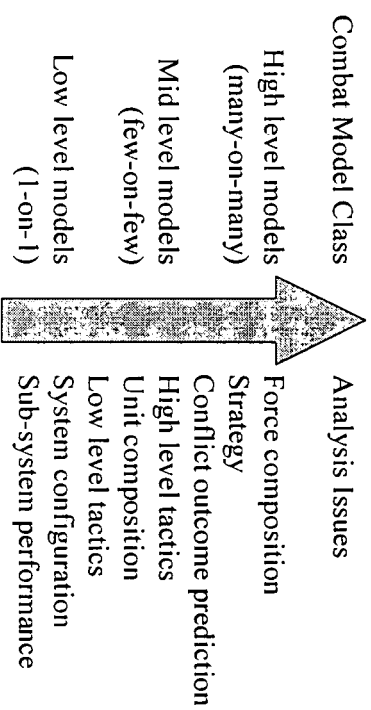 Combat Model Class
Analysis Issues
High level models
(many-on-many)
Mid level models
(few-on-few)
Low level models
(1-on-1)
Force composition
Strategy
Conflict outcome prediction
High level tactics
Unit composition
Low level tactics
System configuration
Sub-system performance